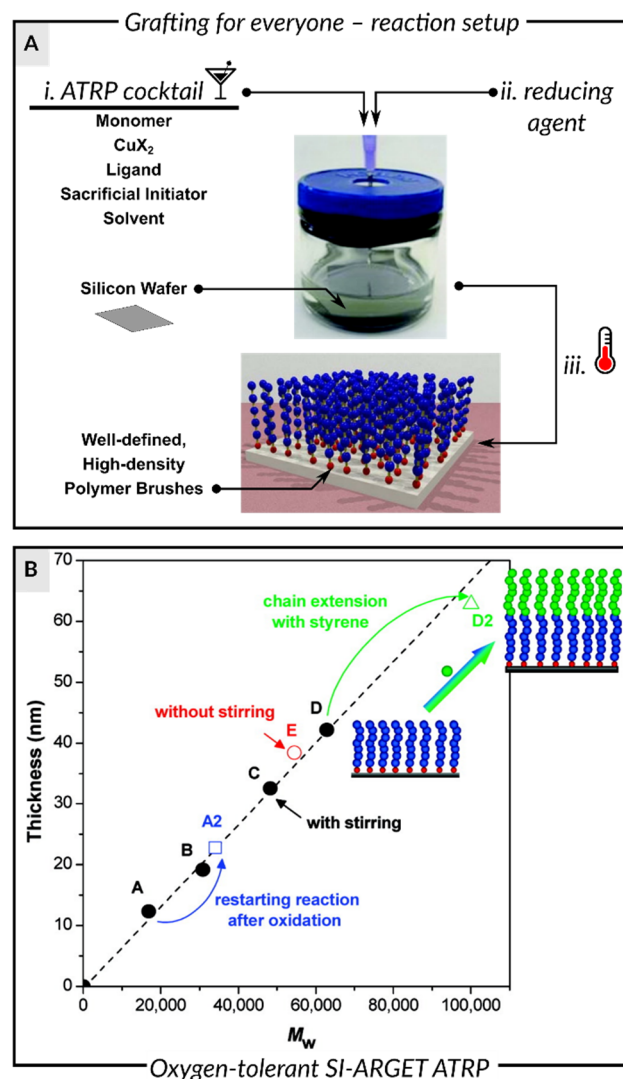 Grafting for everyone – reaction setup
A
i. ATRP cocktail
Monomer
CuX₂
Ligand
Sacrificial Initiator
Solvent
ii. reducing
agent
Silicon Wafer
iii.
Well-defined,
High-density
Polymer Brushes
B
70
60
50
40
30
20
10
0
Thickness (nm)
chain extension
with styrene
D2
D
without stirring
E
C
with stirring
A2
B
A
restarting reaction
after oxidation
0
20,000
40,000
60,000
80,000
100,000
Mw
Oxygen-tolerant SI-ARGET ATRP